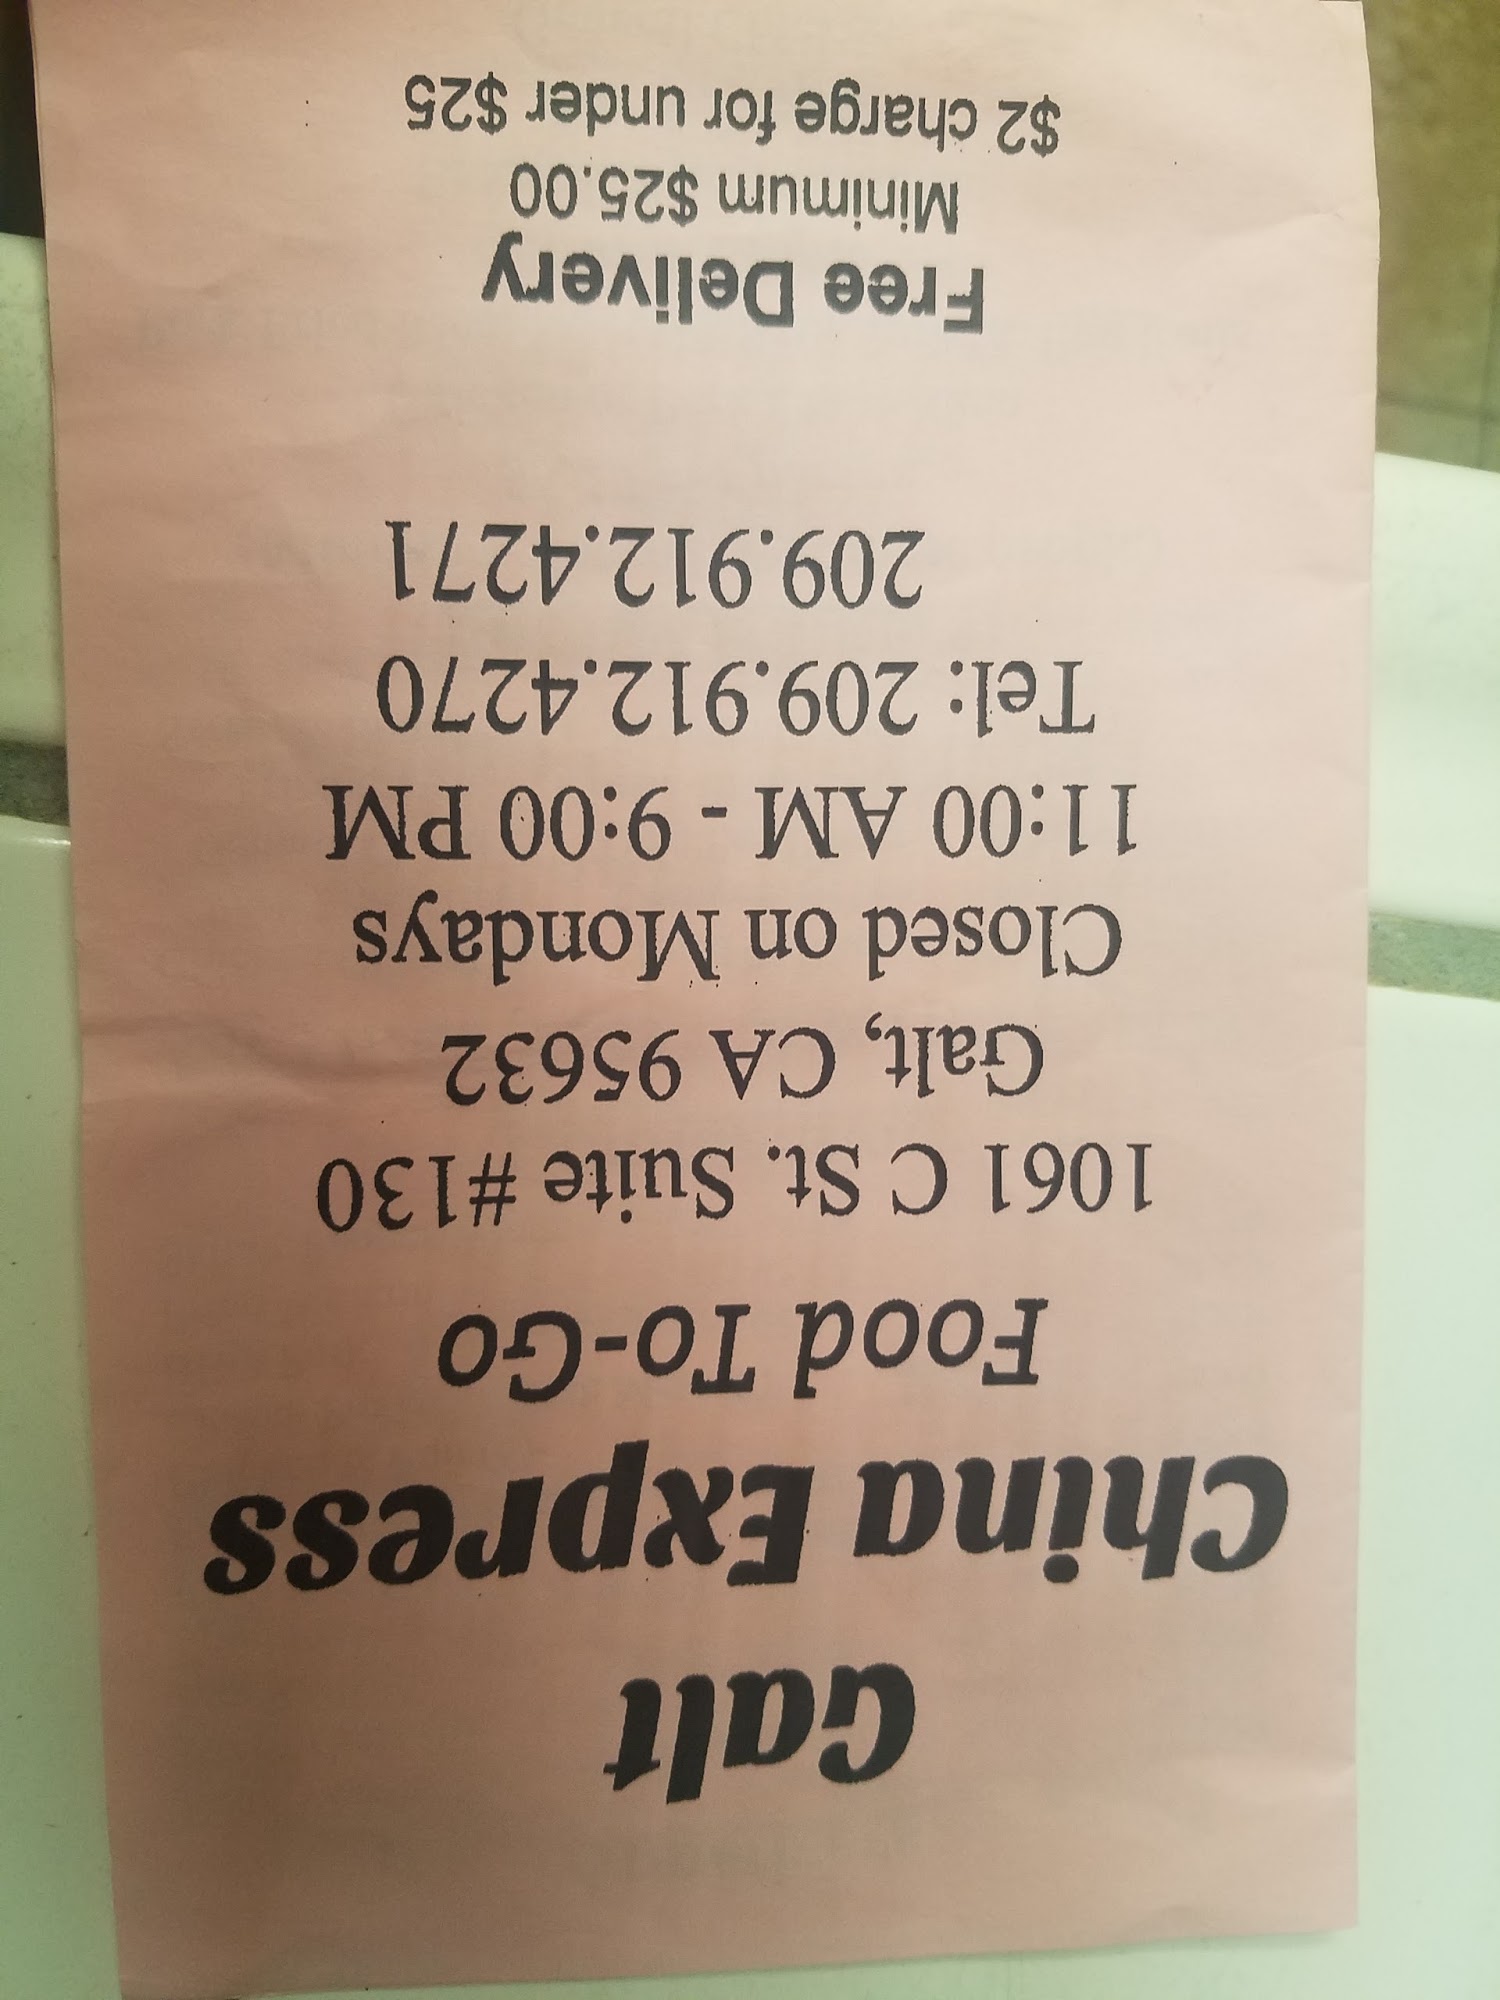 Galt
China Express
Food To-Go
1061 C St. Suite #130
Galt, CA 95632
Closed on Mondays
11:00 AM - 9:00 PM
Tel: 209.912.4270
209.912.4271
Free Delivery
Minimum $25.00
$2 charge for under $25